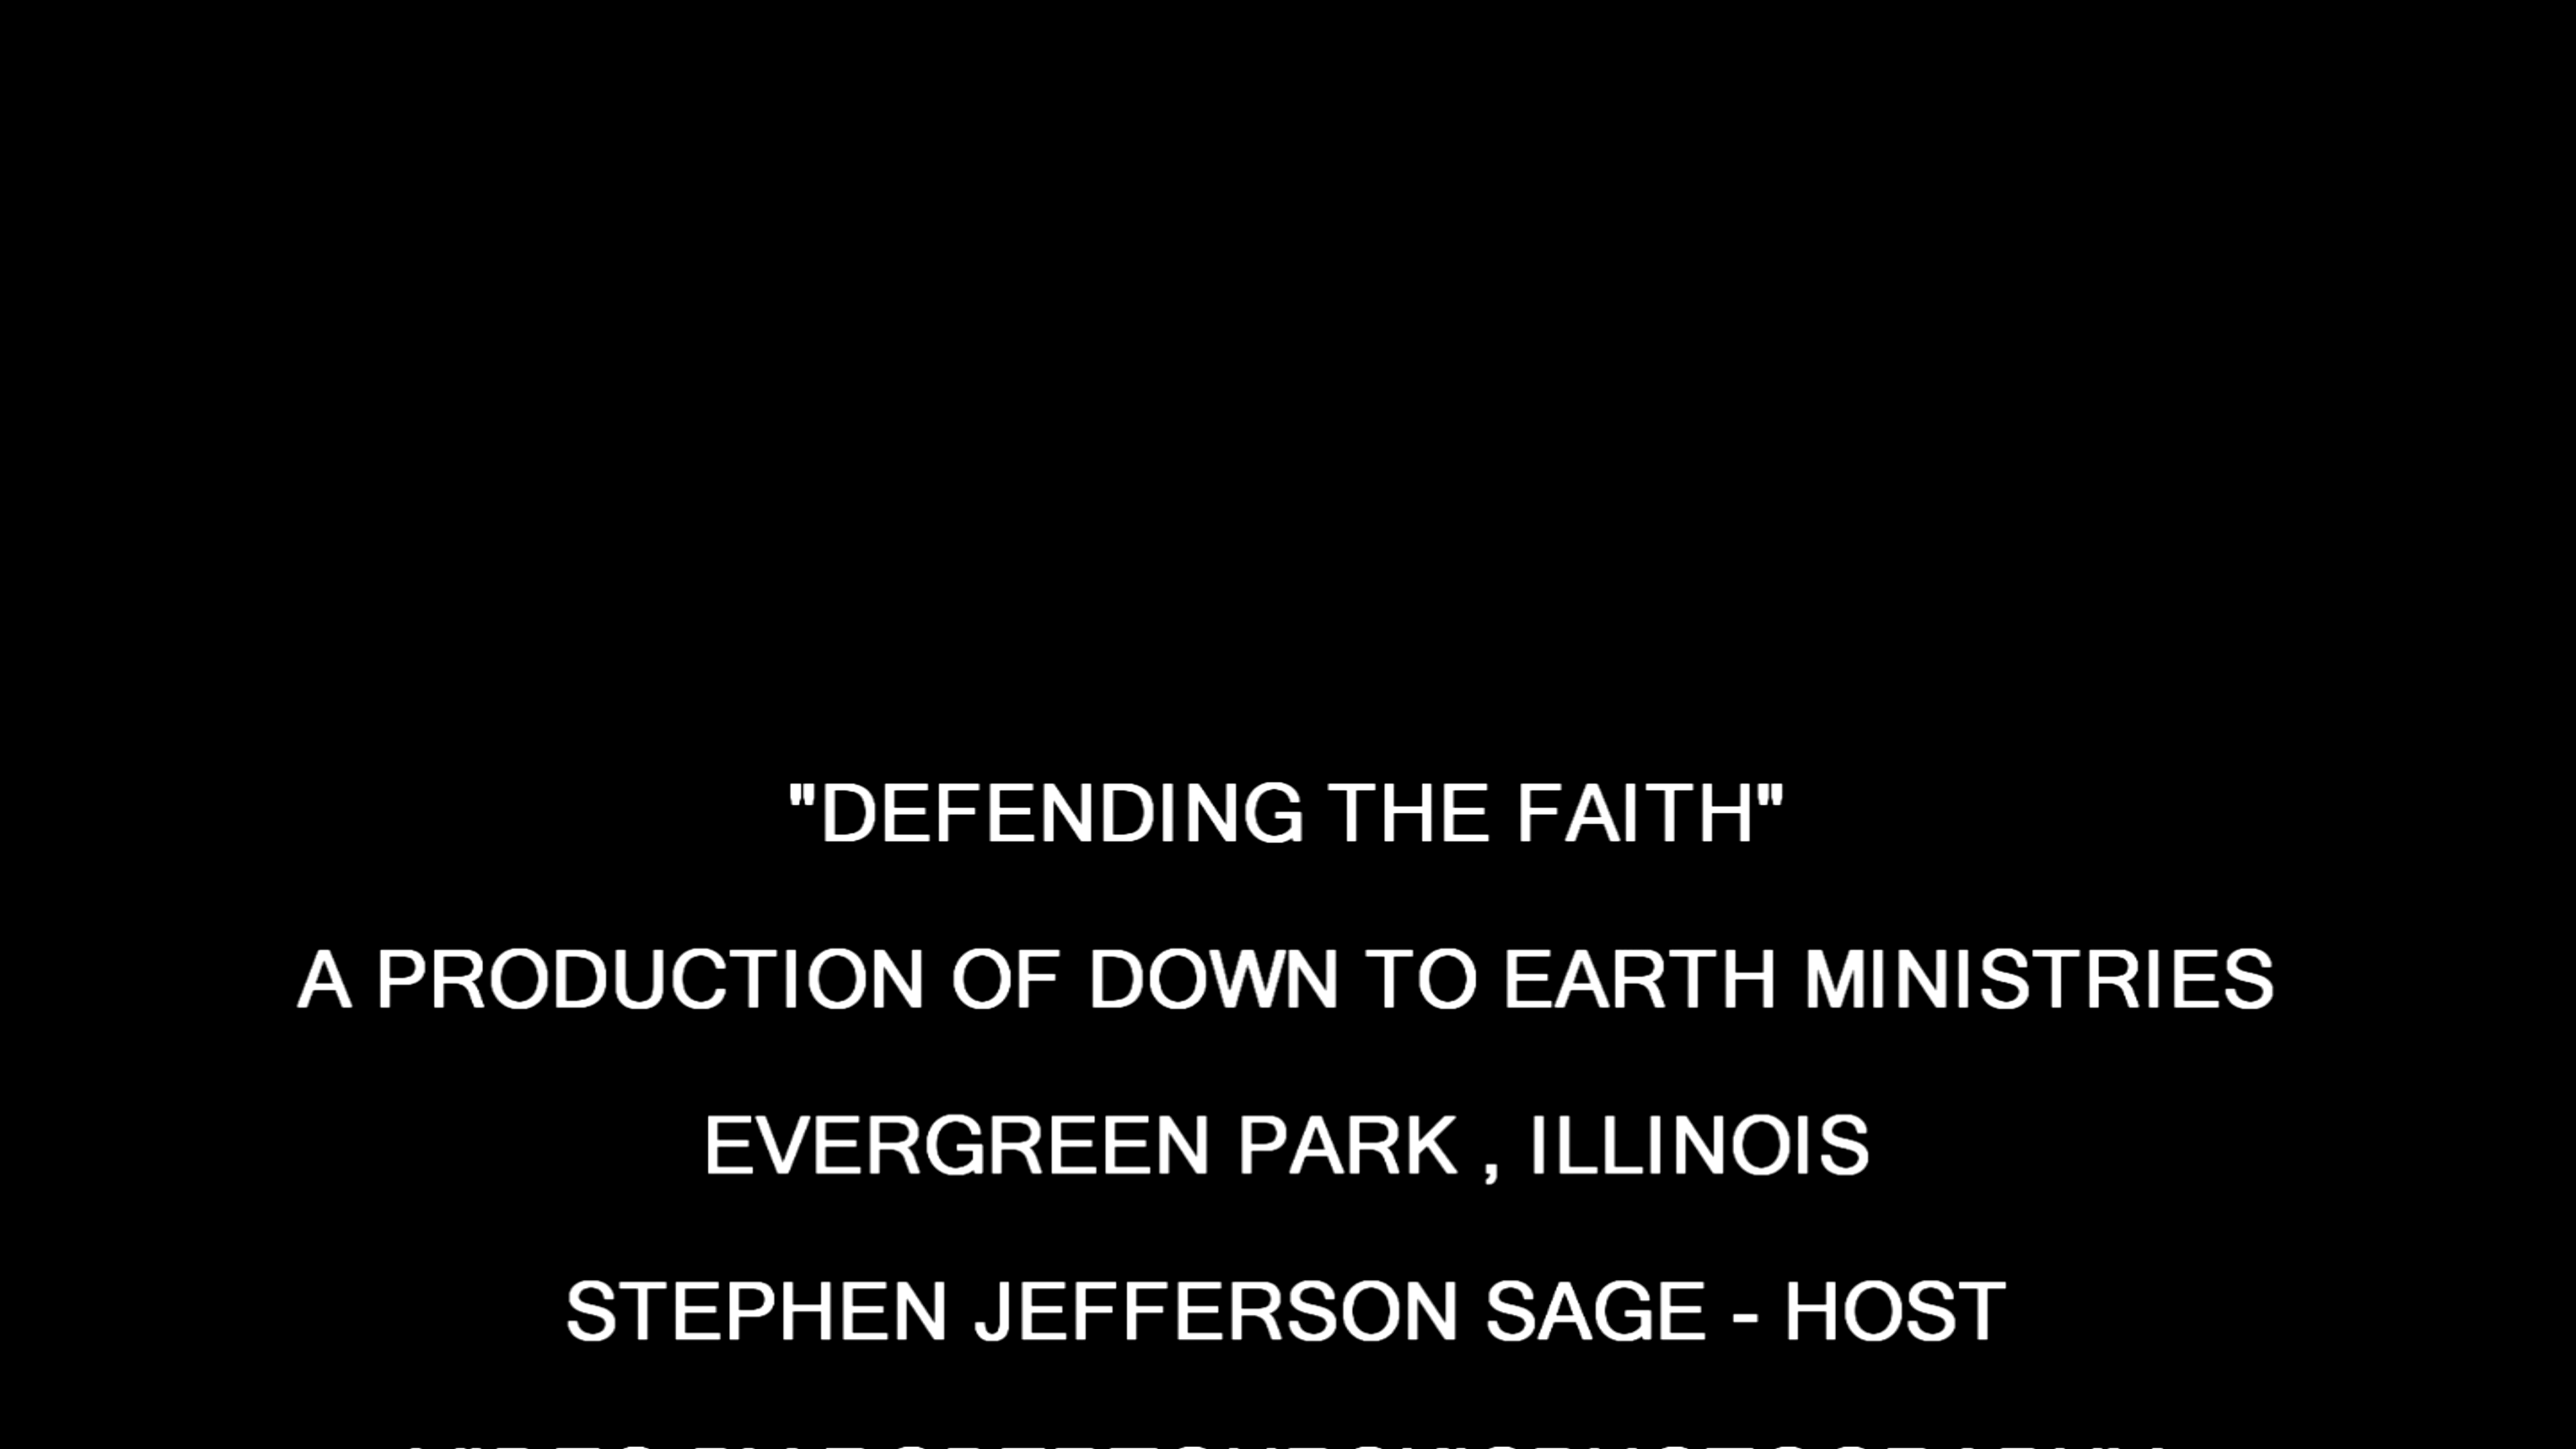 "DEFENDING THE FAITH"
A PRODUCTION OF DOWN TO EARTH MINISTRIES
EVERGREEN PARK , ILLINOIS
STEPHEN JEFFERSON SAGE - HOST